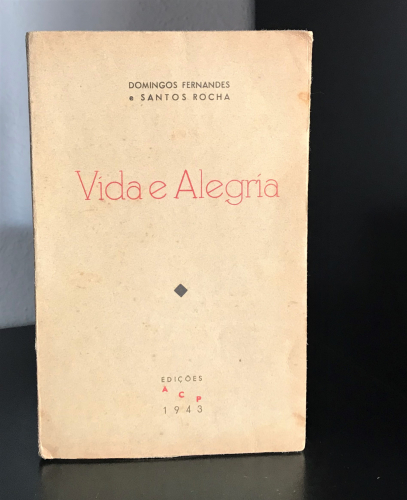 DOMINGOS FERNANDES
e SANTOS ROCHA
Vida e Alegria
EDIÇÕES
A C P
1943